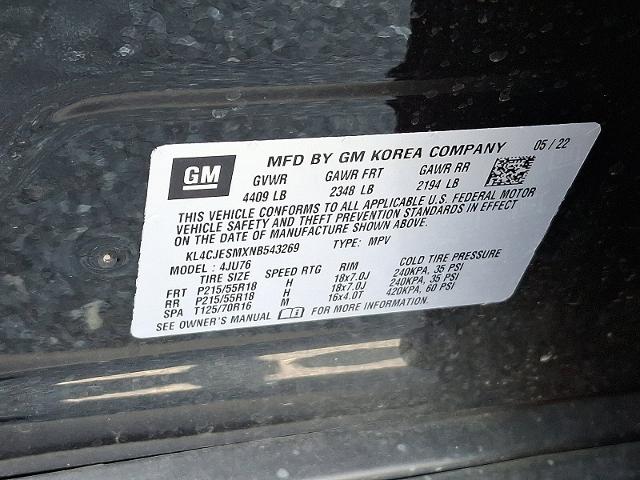 GM MFD BY GM KOREA COMPANY 05/22
GVWR GAWR FRT GAWR RR
4409 LB 2348 LB 2194 LB
THIS VEHICLE CONFORMS TO ALL APPLICABLE U.S. FEDERAL MOTOR
VEHICLE SAFETY AND THEFT PREVENTION STANDARDS IN EFFECT
ON THE DATE OF MANUFACTURE SHOWN ABOVE.
KL4CJESMXNB543269 TYPE: MPV
MODEL: 4JU76
TIRE SIZE SPEED RTG RIM COLD TIRE PRESSURE
FRT P215/55R18 H 18x7.0J 240KPA, 35 PSI
RR P215/55R18 H 18x7.0J 240KPA, 35 PSI
SPA T125/70R16 M 16x4.0T 420KPA, 60 PSI
SEE OWNER'S MANUAL FOR MORE INFORMATION.